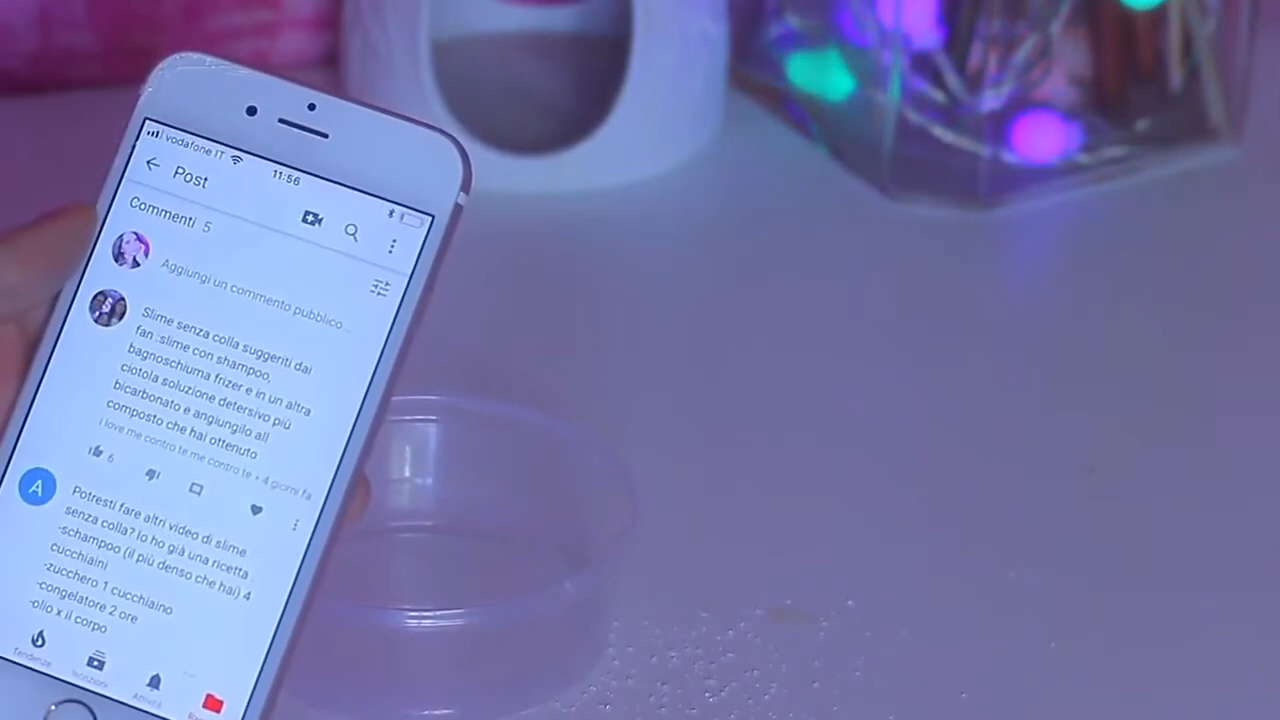 vodafone IT
11:56
Post
Commenti 5
Aggiungi un commento pubblico...
Slime senza colla suggeriti dai
fan :slime con shampoo,
bagnoschiuma frizer e in un altra
ciotola soluzione detersivo più
bicarbonato e angiungilo all
composto che hai ottenuto
i love me contro te me contro te • 4 giorni fa
6
A
Potresti fare altri video di slime
senza colla? Io ho già una ricetta
-schampoo (il più denso che hai) 4
cucchiaini
-zucchero 1 cucchiaino
-congelatore 2 ore
-olio x il corpo
Tendenze
Iscrizioni
Attività